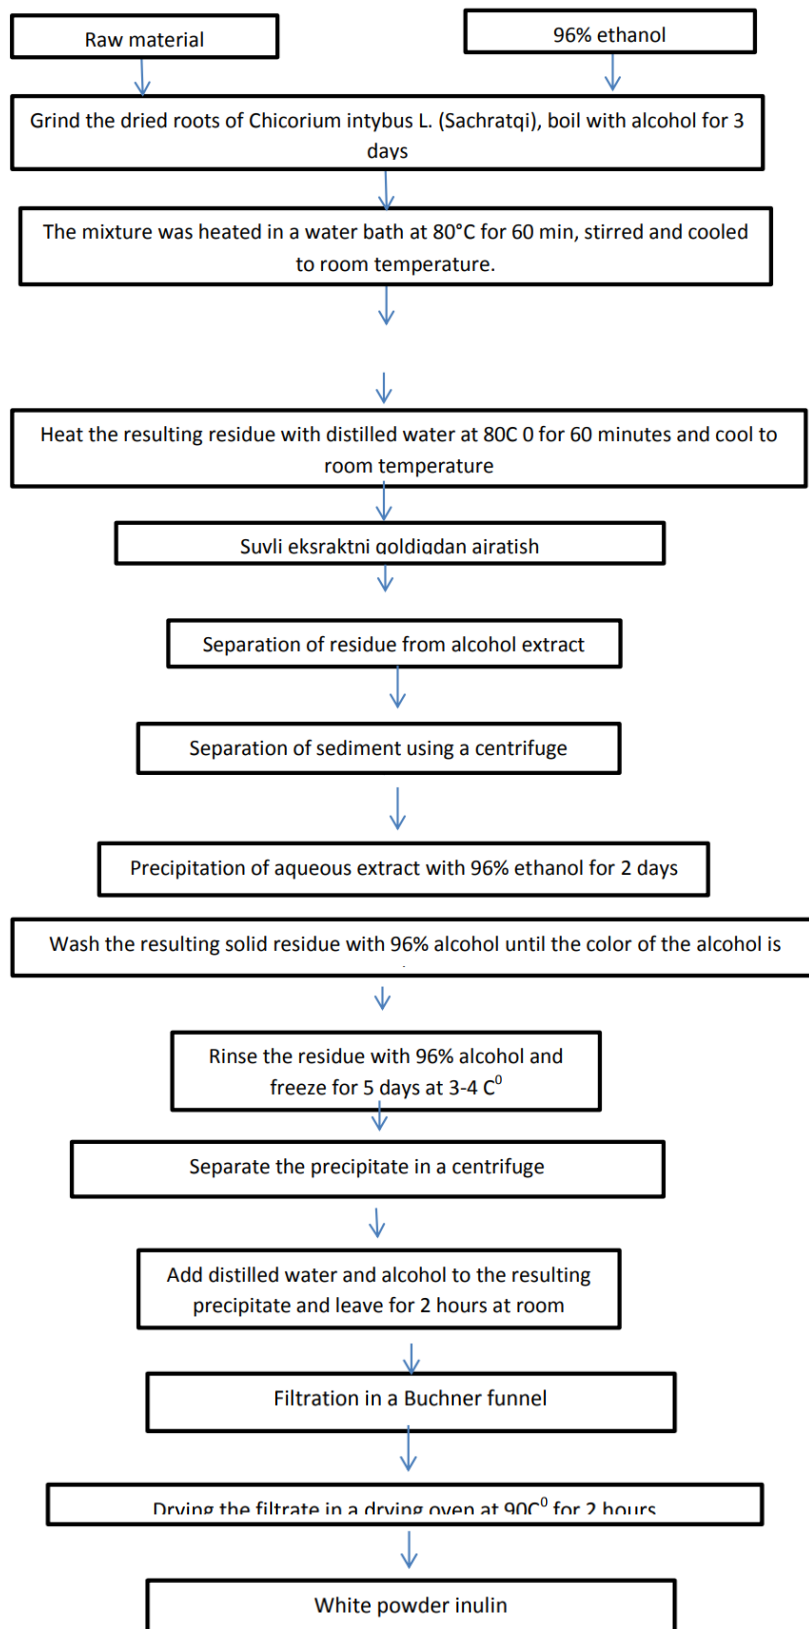 Raw material
96% ethanol
Grind the dried roots of Chicorium intybus L. (Sachratqi), boil with alcohol for 3
days
The mixture was heated in a water bath at 80°C for 60 min, stirred and cooled
to room temperature.
Heat the resulting residue with distilled water at 80C 0 for 60 minutes and cool to
room temperature
Suvli eksraktni qoldiqdan ajratish
Separation of residue from alcohol extract
Separation of sediment using a centrifuge
Precipitation of aqueous extract with 96% ethanol for 2 days
Wash the resulting solid residue with 96% alcohol until the color of the alcohol is
Rinse the residue with 96% alcohol and
freeze for 5 days at 3-4 C⁰
Separate the precipitate in a centrifuge
Add distilled water and alcohol to the resulting
precipitate and leave for 2 hours at room
Filtration in a Buchner funnel
Drying the filtrate in a drying oven at 90C⁰ for 2 hours
White powder inulin